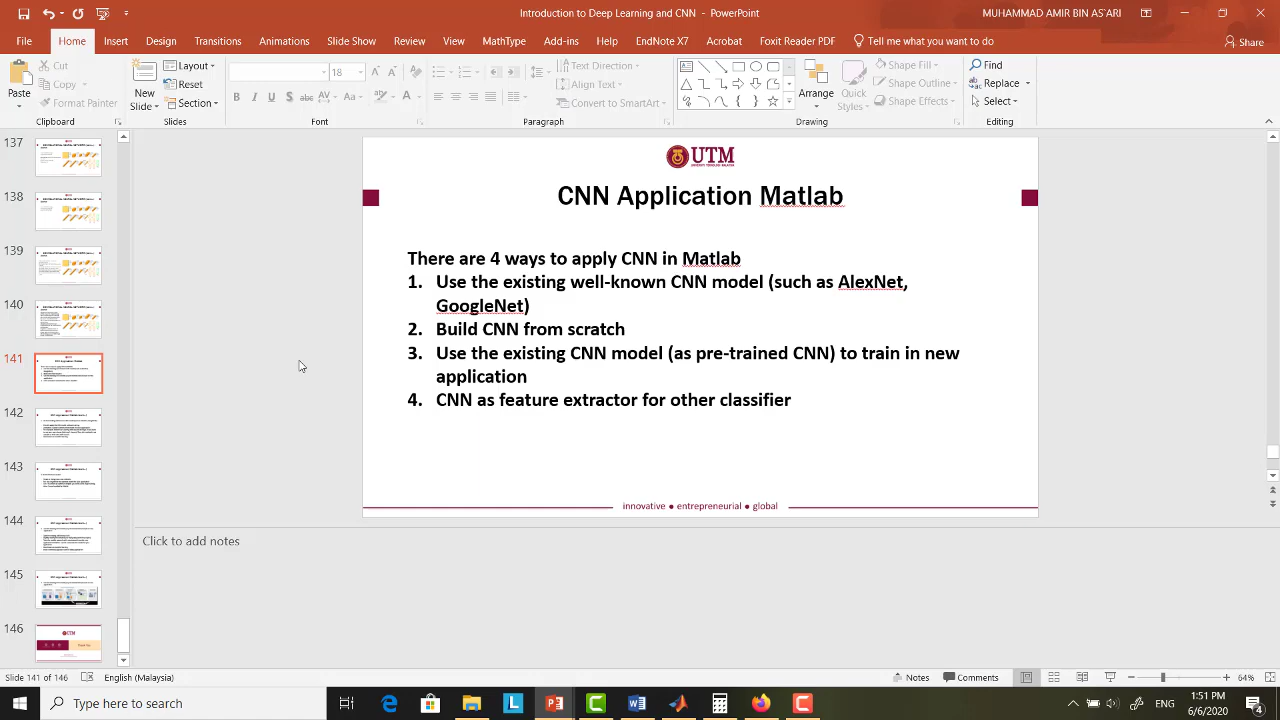 Introduction - PowerPoint
MUHAMMAD AMIR BIN AS'ARI
File Home Insert Design Transitions Animations Slide Show Review View MathType Add-ins Help EndNote X7 Acrobat Foxit Reader PDF Tell me what you want to do Share
Paste
Cut
Copy
Format Painter
Clipboard
New Slide
Layout
Reset
Section
Slides
18
B I U S abc AV Aa A
Font
Text Direction
Align Text
Convert to SmartArt
Paragraph
Arrange
Quick Styles
Shape Fill
Shape Outline
Shape Effects
Drawing
Find
Replace
Select
Editing
139
140
141
142
143
144
145
146
UTM
UNIVERSITI TEKNOLOGI MALAYSIA
CNN Application Matlab
There are 4 ways to apply CNN in Matlab
1. Use the existing well-known CNN model (such as AlexNet,
GoogleNet)
2. Build CNN from scratch
3. Use the existing CNN model (as pre-trained CNN) to train in new
application
4. CNN as feature extractor for other classifier
innovative ● entrepreneurial ● global
Click to add notes
Slide 141 of 146 English (Malaysia) Notes Comments 64%
Type here to search
1:51 PM
6/6/2020